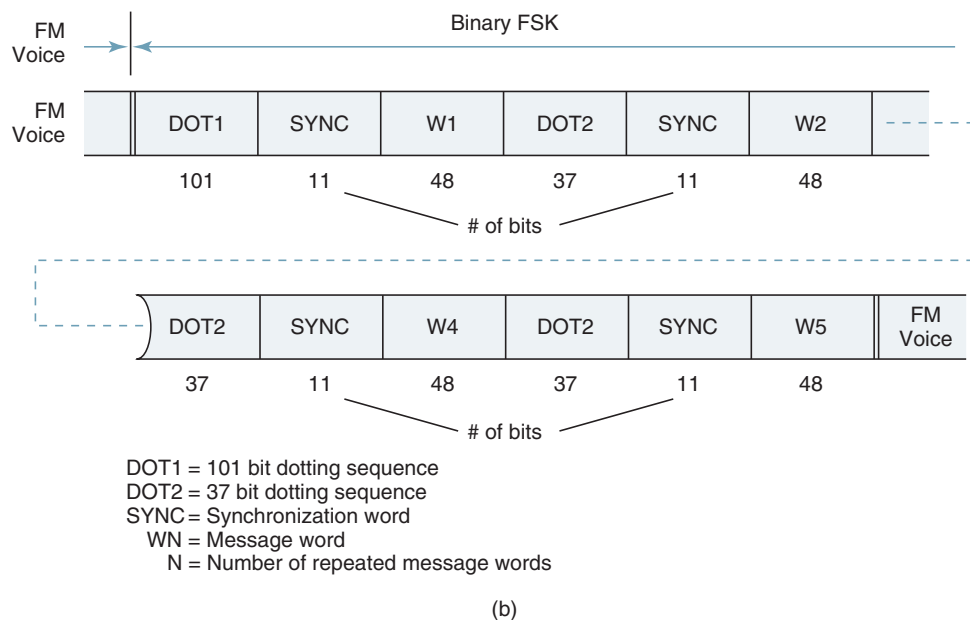 FM
Voice
Binary FSK
FM
Voice
DOT1 SYNC W1 DOT2 SYNC W2
101 11 48 37 11 48
# of bits
DOT2 SYNC W4 DOT2 SYNC W5 FM
Voice
37 11 48 37 11 48
# of bits
DOT1 = 101 bit dotting sequence
DOT2 = 37 bit dotting sequence
SYNC = Synchronization word
WN = Message word
N = Number of repeated message words
(b)